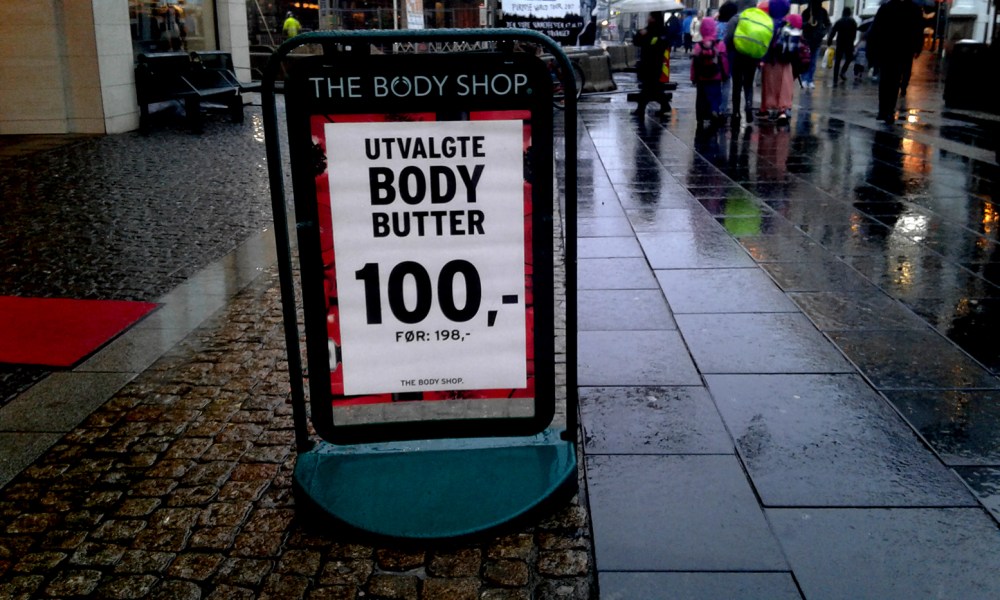 THE BODY SHOP
UTVALGTE
BODY
BUTTER
100,-
FØR: 198,-
THE BODY SHOP.